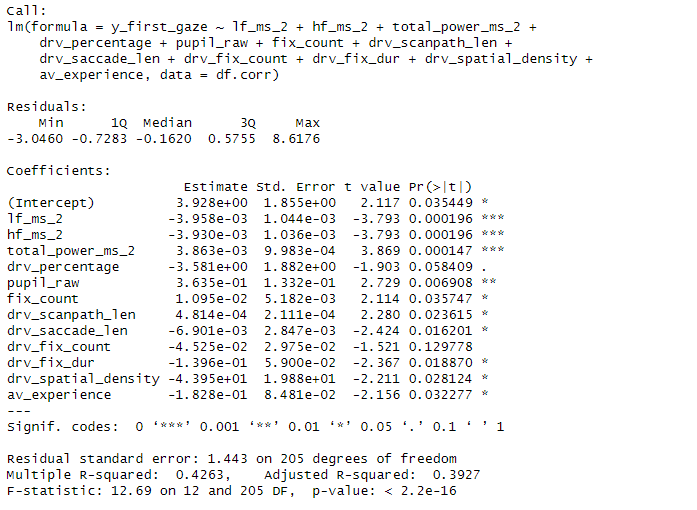 Call:
lm(formula = y_first_gaze ~ lf_ms_2 + hf_ms_2 + total_power_ms_2 +
    drv_percentage + pupil_raw + fix_count + drv_scanpath_len +
    drv_saccade_len + drv_fix_count + drv_fix_dur + drv_spatial_density +
    av_experience, data = df.corr)
Residuals:
    Min      1Q  Median      3Q     Max
-3.0460 -0.7283 -0.1620  0.5755  8.6176
Coefficients:
                      Estimate Std. Error t value Pr(>|t|)
(Intercept)          3.928e+00  1.855e+00   2.117 0.035449 *
lf_ms_2             -3.958e-03  1.044e-03  -3.793 0.000196 ***
hf_ms_2             -3.930e-03  1.036e-03  -3.793 0.000196 ***
total_power_ms_2     3.863e-03  9.983e-04   3.869 0.000147 ***
drv_percentage      -3.581e+00  1.882e+00  -1.903 0.058409 .
pupil_raw            3.635e-01  1.332e-01   2.729 0.006908 **
fix_count            1.095e-02  5.182e-03   2.114 0.035747 *
drv_scanpath_len     4.814e-04  2.111e-04   2.280 0.023615 *
drv_saccade_len     -6.901e-03  2.847e-03  -2.424 0.016201 *
drv_fix_count       -4.525e-02  2.975e-02  -1.521 0.129778
drv_fix_dur         -1.396e-01  5.900e-02  -2.367 0.018870 *
drv_spatial_density -4.395e+01  1.988e+01  -2.211 0.028124 *
av_experience       -1.828e-01  8.481e-02  -2.156 0.032277 *
---
Signif. codes:  0 ‘***’ 0.001 ‘**’ 0.01 ‘*’ 0.05 ‘.’ 0.1 ‘ ’ 1
Residual standard error: 1.443 on 205 degrees of freedom
Multiple R-squared:  0.4263,    Adjusted R-squared:  0.3927
F-statistic: 12.69 on 12 and 205 DF,  p-value: < 2.2e-16